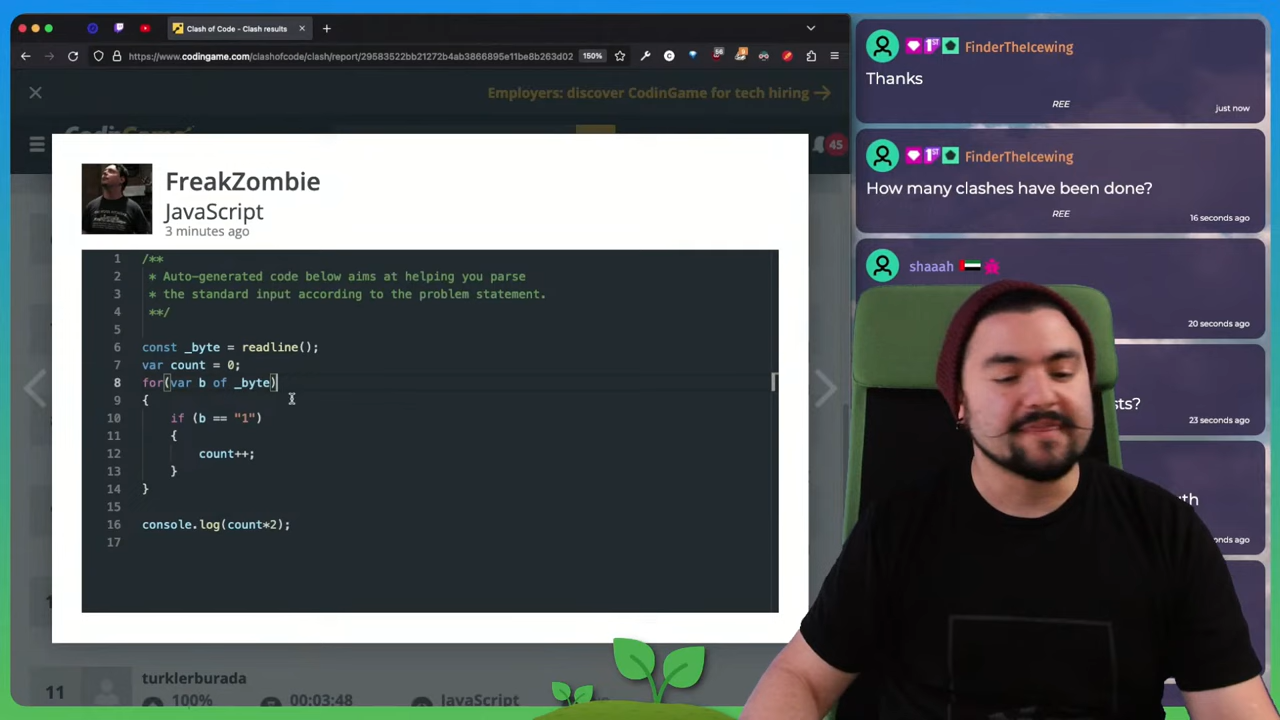 Clash of Code - Clash results
https://www.codingame.com/clashofcode/clash/report/29583522bb21272b4ab3866895e11be8b263d02
150%
Employers: discover CodinGame for tech hiring
45
FreakZombie
JavaScript
3 minutes ago
1 /**
2 * Auto-generated code below aims at helping you parse
3 * the standard input according to the problem statement.
4 **/
5
6 const _byte = readline();
7 var count = 0;
8 for(var b of _byte)
9 {
10 if (b == "1")
11 {
12 count++;
13 }
14 }
15
16 console.log(count*2);
17
11
turklerburada
100%
00:03:48
JavaScript
FinderTheIcewing
Thanks
REE
just now
FinderTheIcewing
How many clashes have been done?
REE
16 seconds ago
shaaah
20 seconds ago
23 seconds ago